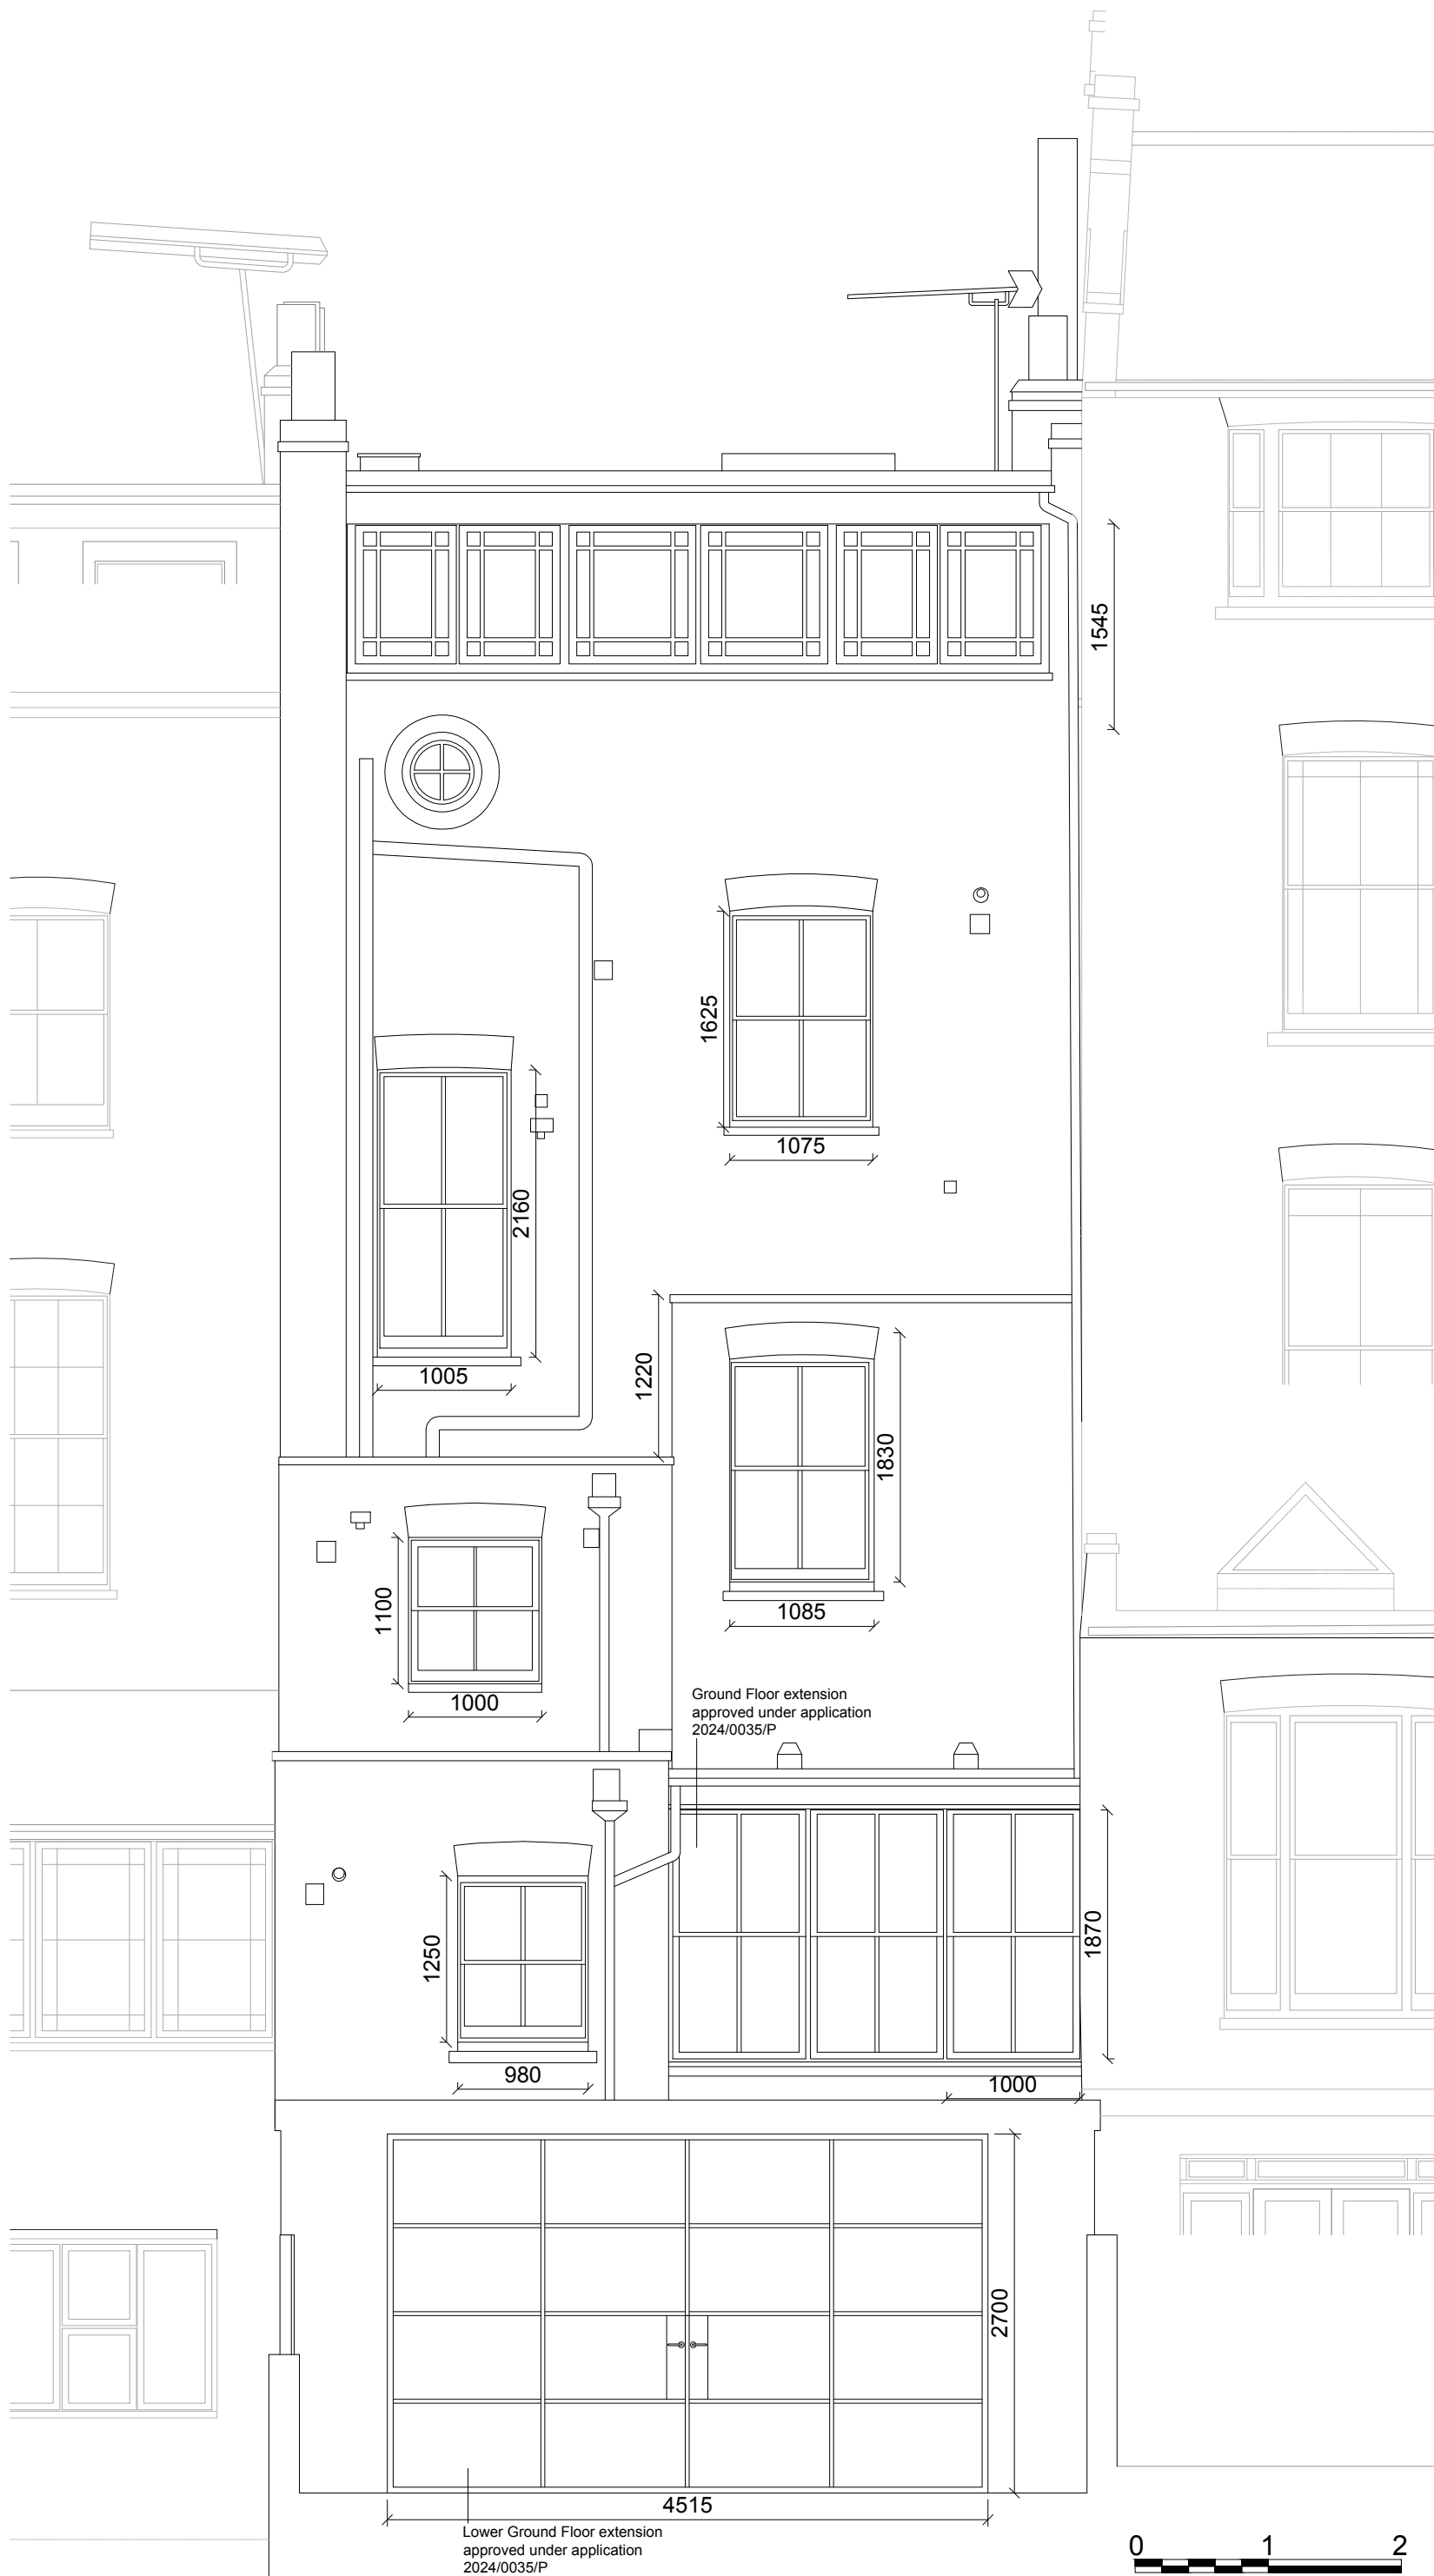 1545
1625
1075
2160
1005
1220
1830
1085
1100
1000
Ground Floor extension
approved under application
2024/0035/P
1250
980
1870
1000
2700
4515
Lower Ground Floor extension
approved under application
2024/0035/P
0 1 2